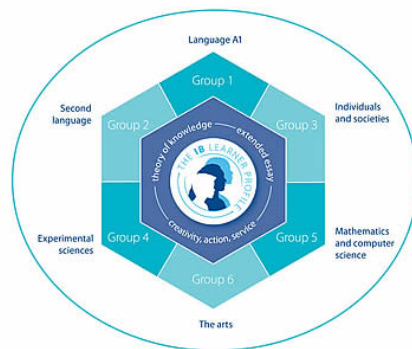 Language A1
Group 1
Second
language
Group 2
Group 3
Individuals
and societies
theory of knowledge
extended essay
THE IB LEARNER PROFILE
creativity, action, service
Experimental
sciences
Group 4
Group 5
Mathematics
and computer
science
Group 6
The arts